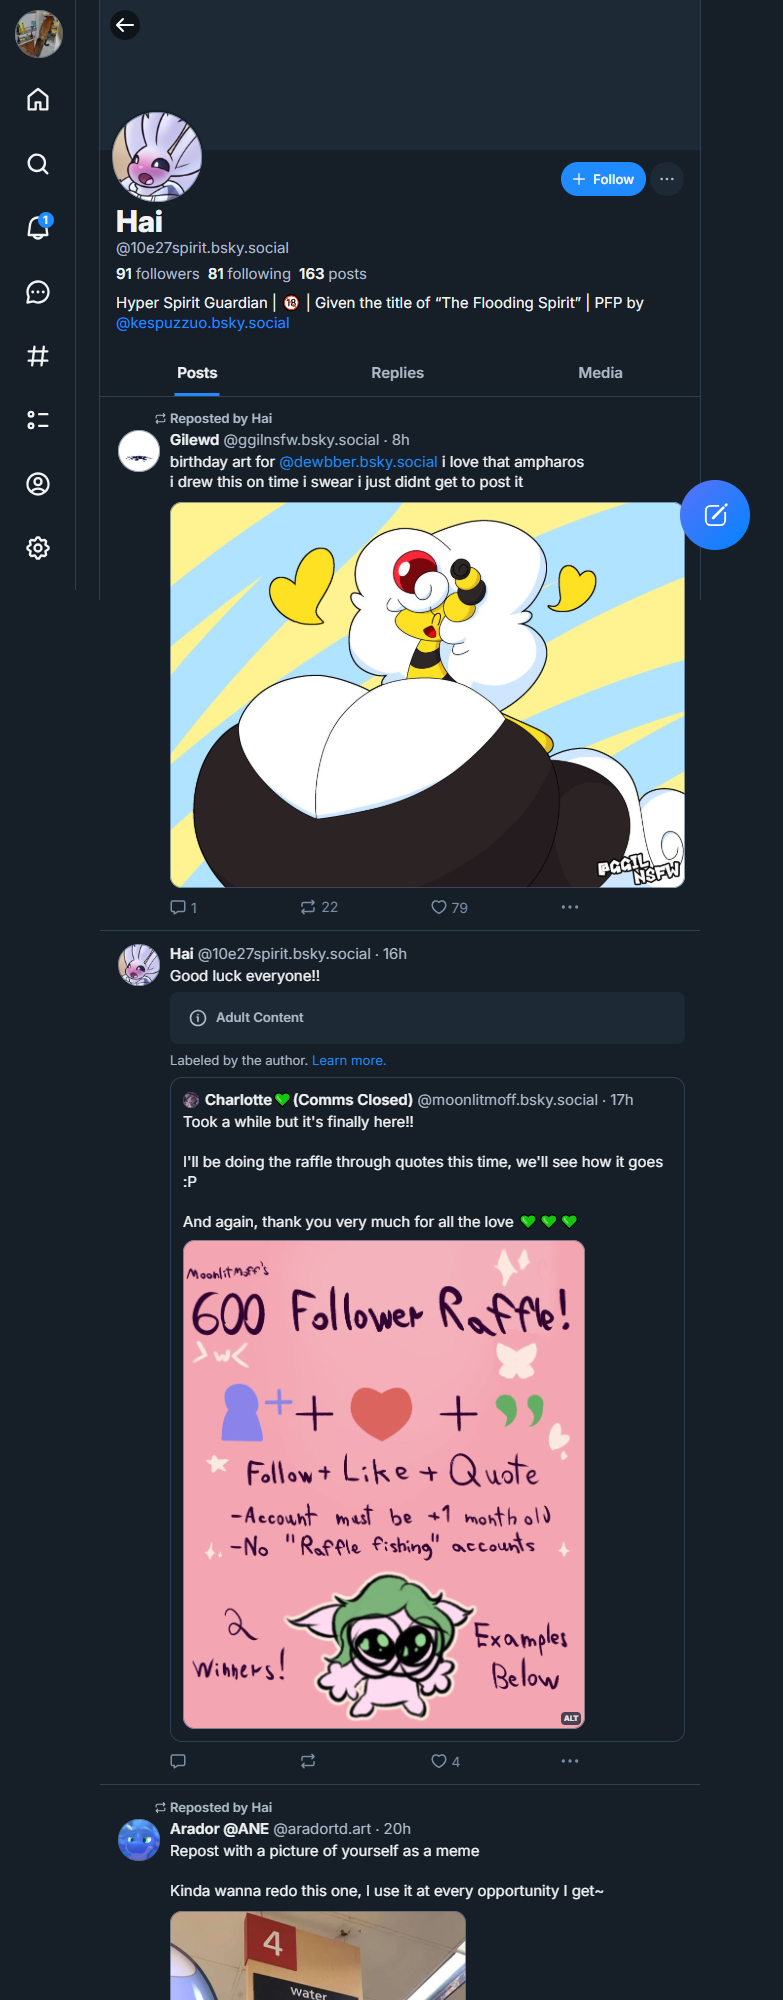 1
Follow
Hai
@10e27spirit.bsky.social
91 followers 81 following 163 posts
Hyper Spirit Guardian | 🔞 | Given the title of “The Flooding Spirit” | PFP by
@kespuzzuo.bsky.social
Posts Replies Media
Reposted by Hai
Gilewd @ggilnsfw.bsky.social · 8h
birthday art for @dewbber.bsky.social i love that ampharos
i drew this on time i swear i just didnt get to post it
GGIL
NSFW
1 22 79
Hai @10e27spirit.bsky.social · 16h
Good luck everyone!!
Adult Content
Labeled by the author. Learn more.
Charlotte💚(Comms Closed) @moonlitmoff.bsky.social · 17h
Took a while but it's finally here!!
I'll be doing the raffle through quotes this time, we'll see how it goes
:P
And again, thank you very much for all the love 💚 💚 💚
MoonlitMoff's
600 Follower Raffle!
>w<
+ + + ,,
Follow + Like + Quote
-Account must be +1 month old
-No "Raffle fishing" accounts
2
Winners!
Examples
Below
ALT
4
Reposted by Hai
Arador @ANE @aradortd.art · 20h
Repost with a picture of yourself as a meme
Kinda wanna redo this one, I use it at every opportunity I get~
4
water